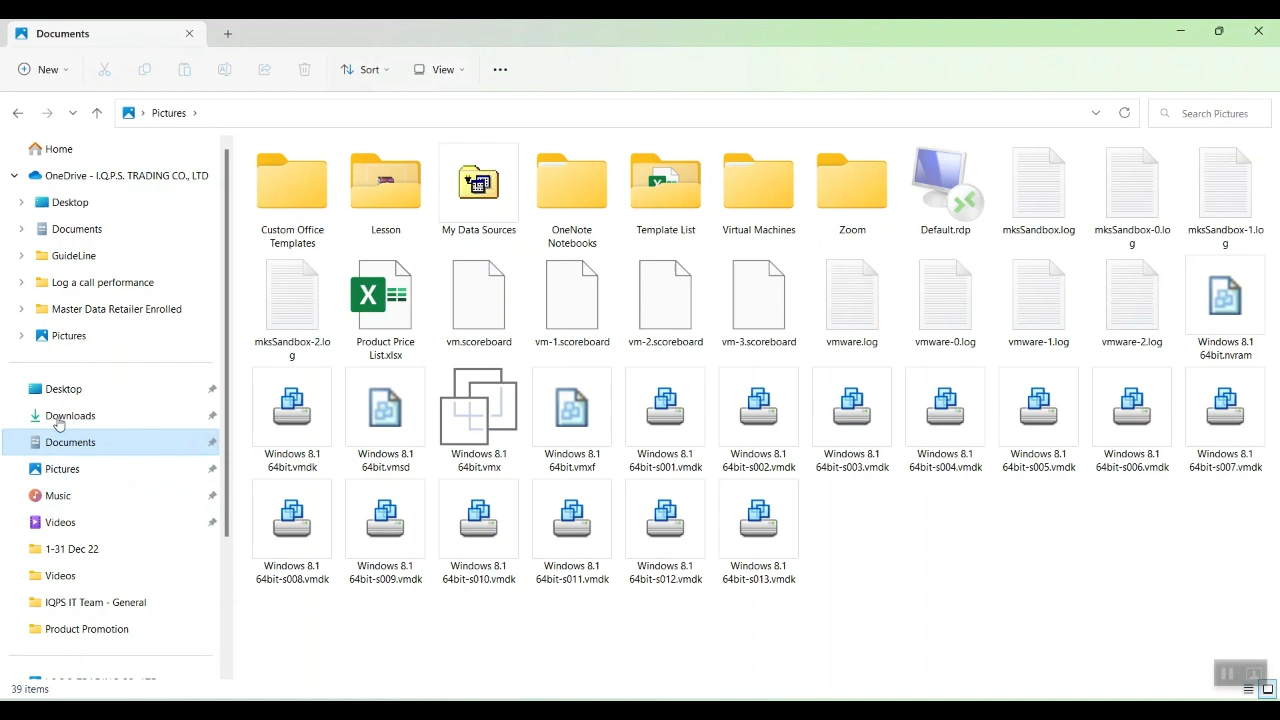 Documents
New
Sort
View
Pictures
Search Pictures
Home
OneDrive - I.Q.P.S. TRADING CO., LTD
Desktop
Documents
GuideLine
Log a call performance
Master Data Retailer Enrolled
Pictures
Desktop
Downloads
Documents
Pictures
Music
Videos
1-31 Dec 22
Videos
IQPS IT Team - General
Product Promotion
39 items
Custom Office
Templates
Lesson
My Data Sources
OneNote
Notebooks
Template List
Virtual Machines
Zoom
Default.rdp
mksSandbox.log
mksSandbox-0.lo
g
mksSandbox-1.lo
g
mksSandbox-2.lo
g
Product Price
List.xlsx
vm.scoreboard
vm-1.scoreboard
vm-2.scoreboard
vm-3.scoreboard
vmware.log
vmware-0.log
vmware-1.log
vmware-2.log
Windows 8.1
64bit.nvram
Windows 8.1
64bit.vmdk
Windows 8.1
64bit.vmsd
Windows 8.1
64bit.vmx
Windows 8.1
64bit.vmxf
Windows 8.1
64bit-s001.vmdk
Windows 8.1
64bit-s002.vmdk
Windows 8.1
64bit-s003.vmdk
Windows 8.1
64bit-s004.vmdk
Windows 8.1
64bit-s005.vmdk
Windows 8.1
64bit-s006.vmdk
Windows 8.1
64bit-s007.vmdk
Windows 8.1
64bit-s008.vmdk
Windows 8.1
64bit-s009.vmdk
Windows 8.1
64bit-s010.vmdk
Windows 8.1
64bit-s011.vmdk
Windows 8.1
64bit-s012.vmdk
Windows 8.1
64bit-s013.vmdk